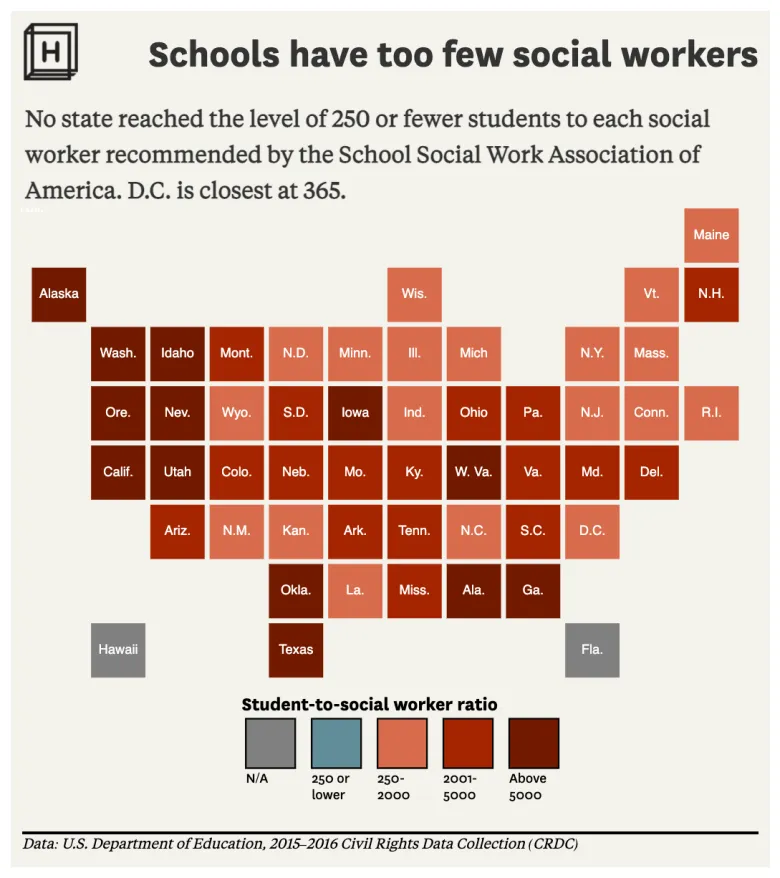 H
Schools have too few social workers
No state reached the level of 250 or fewer students to each social
worker recommended by the School Social Work Association of
America. D.C. is closest at 365.
Maine
Alaska Wis. Vt. N.H.
Wash. Idaho Mont. N.D. Minn. Ill. Mich N.Y. Mass.
Ore. Nev. Wyo. S.D. Iowa Ind. Ohio Pa. N.J. Conn. R.I.
Calif. Utah Colo. Neb. Mo. Ky. W. Va. Va. Md. Del.
Ariz. N.M. Kan. Ark. Tenn. N.C. S.C. D.C.
Okla. La. Miss. Ala. Ga.
Hawaii Texas Fla.
Student-to-social worker ratio
N/A 250 or 250- 2001- Above
lower 2000 5000 5000
Data: U.S. Department of Education, 2015–2016 Civil Rights Data Collection (CRDC)